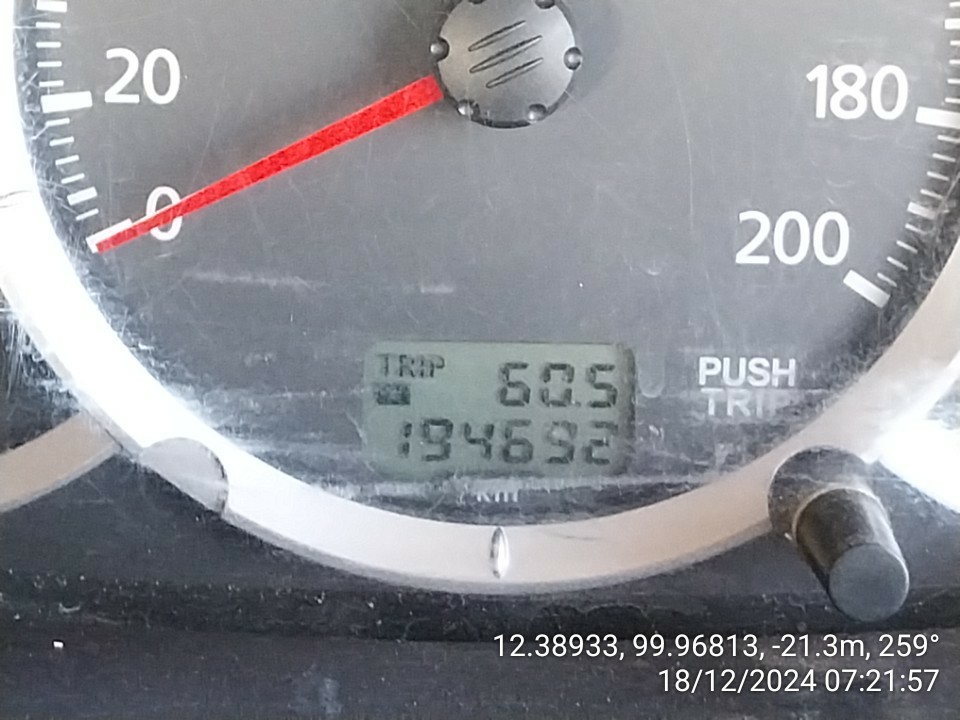 20
180
0
200
TRIP 60.5
194692
km
PUSH
TRIP
12.38933, 99.96813, -21.3m, 259°
18/12/2024 07:21:57